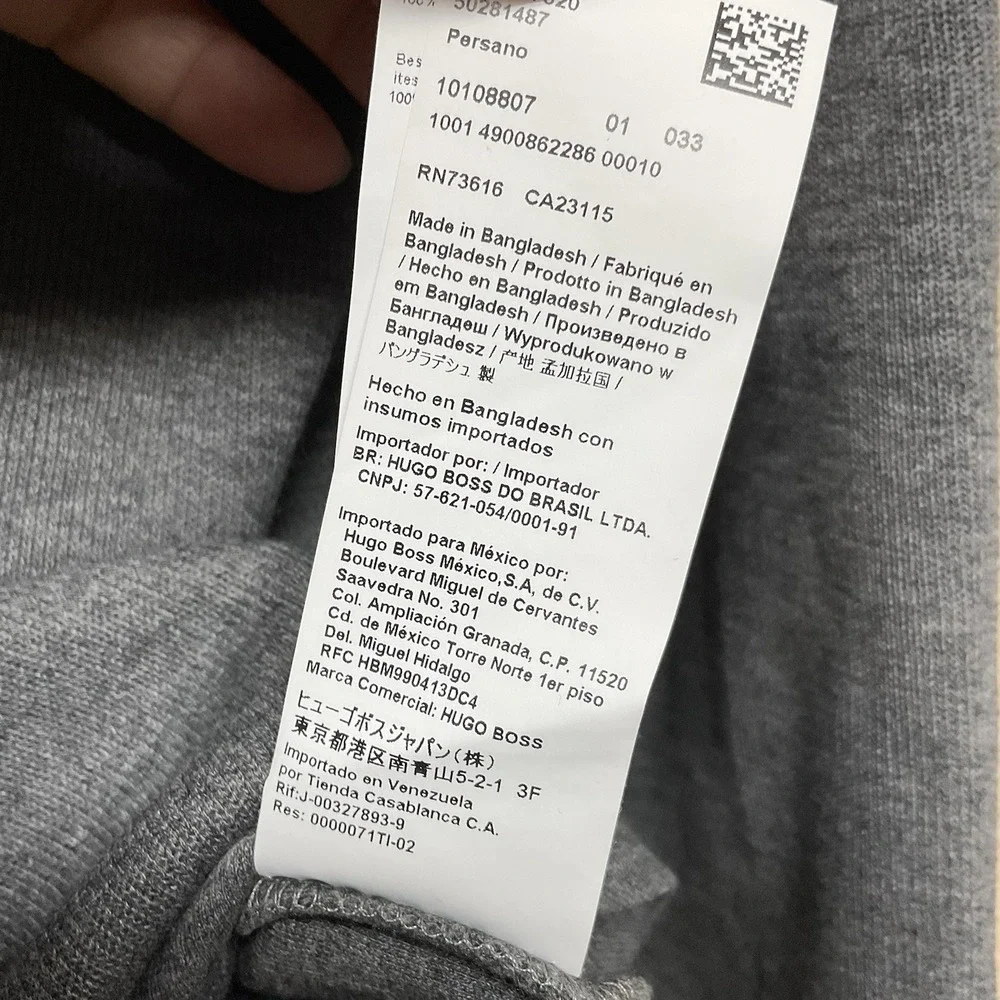 50281487
Persano
Bes
ites
100
10108807 01 033
1001 4900862286 00010
RN73616 CA23115
Made in Bangladesh / Fabriqué en
Bangladesh / Prodotto in Bangladesh
/ Hecho en Bangladesh / Produzido
em Bangladesh / Произведено в
Бангладеш / Wyprodukowano w
Bangladesz / 产地 孟加拉国 /
バングラデシュ 製
Hecho en Bangladesh con
insumos importados
Importador por: / Importador
BR: HUGO BOSS DO BRASIL LTDA.
CNPJ: 57-621-054/0001-91
Importado para México por:
Hugo Boss México,S.A, de C.V.
Boulevard Miguel de Cervantes
Saavedra No. 301
Col. Ampliación Granada, C.P. 11520
Cd. de México Torre Norte 1er piso
Del. Miguel Hidalgo
RFC HBM990413DC4
Marca Comercial: HUGO BOSS
ヒューゴボスジャパン(株)
東京都港区南青山5-2-1 3F
Importado en Venezuela
por Tienda Casablanca C.A.
Rif:J-00327893-9
Res: 0000071TI-02